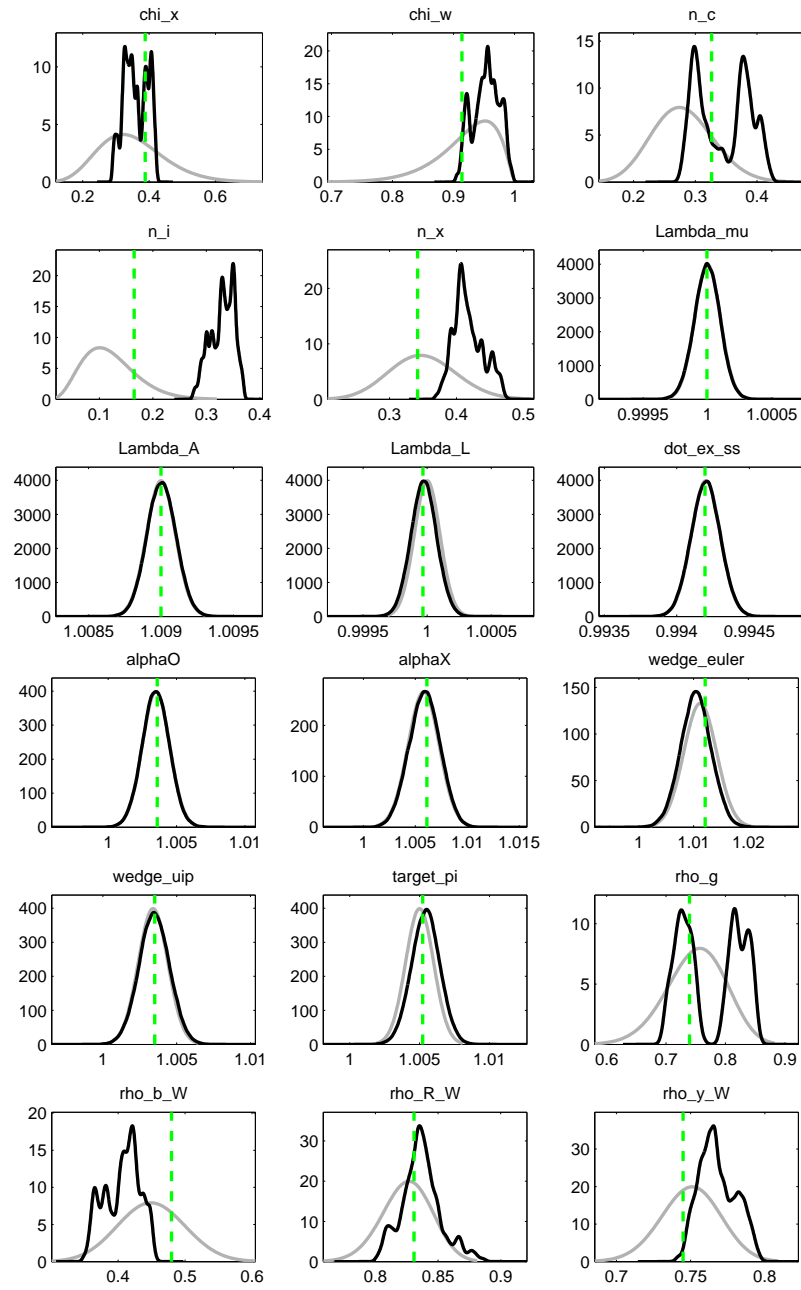 chi_x
chi_w
n_c
10
5
0
0.2 0.4 0.6
20
15
10
5
0
0.7 0.8 0.9 1
15
10
5
0
0.2 0.3 0.4
n_i
n_x
Lambda_mu
20
15
10
5
0
0.1 0.2 0.3 0.4
25
20
15
10
5
0
0.3 0.4 0.5
4000
3000
2000
1000
0
0.9995 1 1.0005
Lambda_A
Lambda_L
dot_ex_ss
4000
3000
2000
1000
0
1.0085 1.009 1.0095
4000
3000
2000
1000
0
0.9995 1 1.0005
4000
3000
2000
1000
0
0.9935 0.994 0.9945
alphaO
alphaX
wedge_euler
400
300
200
100
0
1 1.005 1.01
200
100
0
1 1.005 1.01 1.015
150
100
50
0
1 1.01 1.02
wedge_uip
target_pi
rho_g
400
300
200
100
0
1 1.005 1.01
400
300
200
100
0
1 1.005 1.01
10
5
0
0.6 0.7 0.8 0.9
rho_b_W
rho_R_W
rho_y_W
20
15
10
5
0
0.4 0.5 0.6
30
20
10
0
0.8 0.85 0.9
30
20
10
0
0.7 0.75 0.8